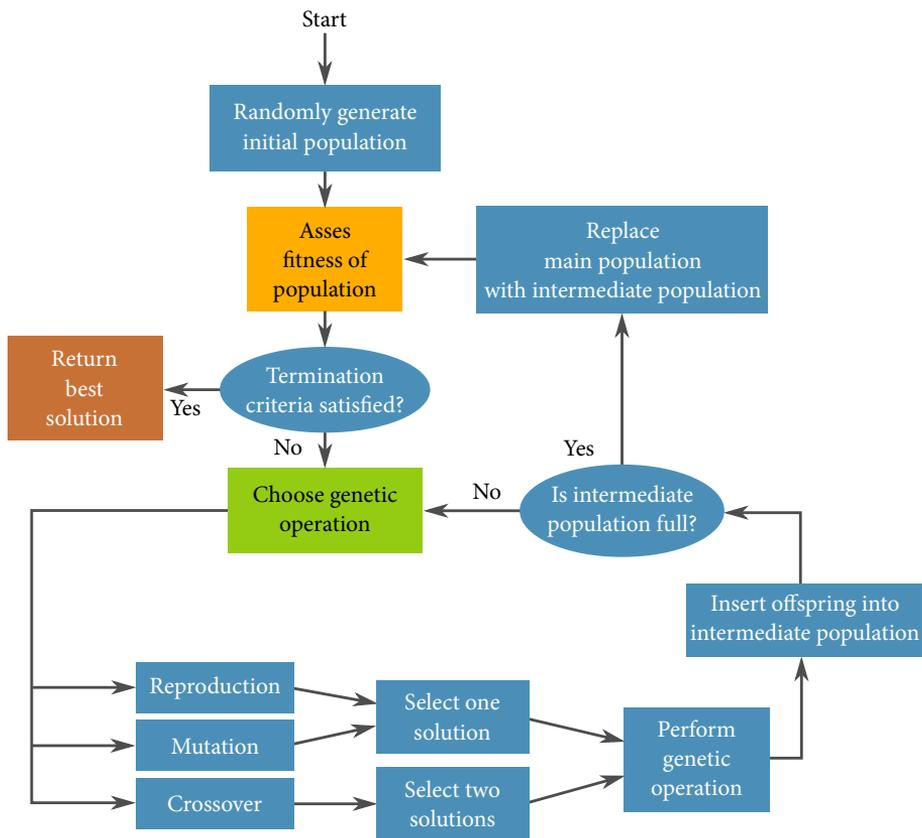 Start
Randomly generate
initial population
Asses
fitness of
population
Replace
main population
with intermediate population
Return
best
solution
Yes
Termination
criteria satisfied?
No
Yes
Choose genetic
operation
No
Is intermediate
population full?
Insert offspring into
intermediate population
Reproduction
Mutation
Crossover
Select one
solution
Select two
solutions
Perform
genetic
operation